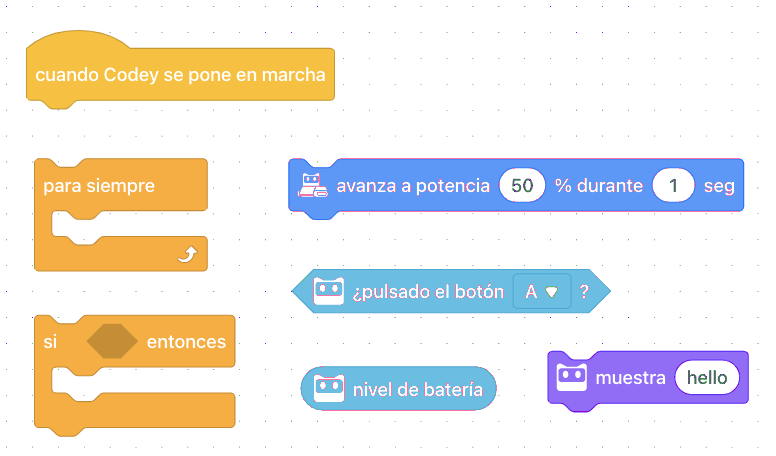 cuando Codey se pone en marcha
para siempre
avanza a potencia 50 % durante 1 seg
¿pulsado el botón A ?
si entonces
nivel de batería
muestra hello